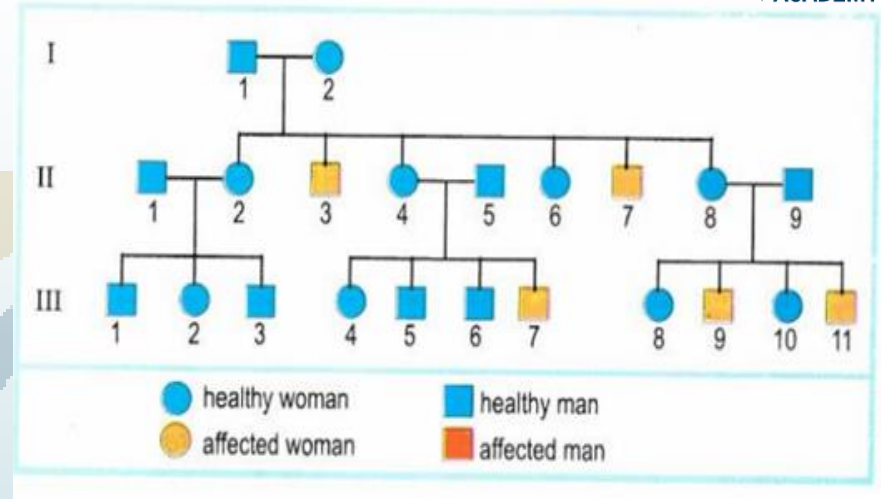 I
1 2
II
1 2 3 4 5 6 7 8 9
III
1 2 3 4 5 6 7 8 9 10 11
healthy woman healthy man
affected woman affected man